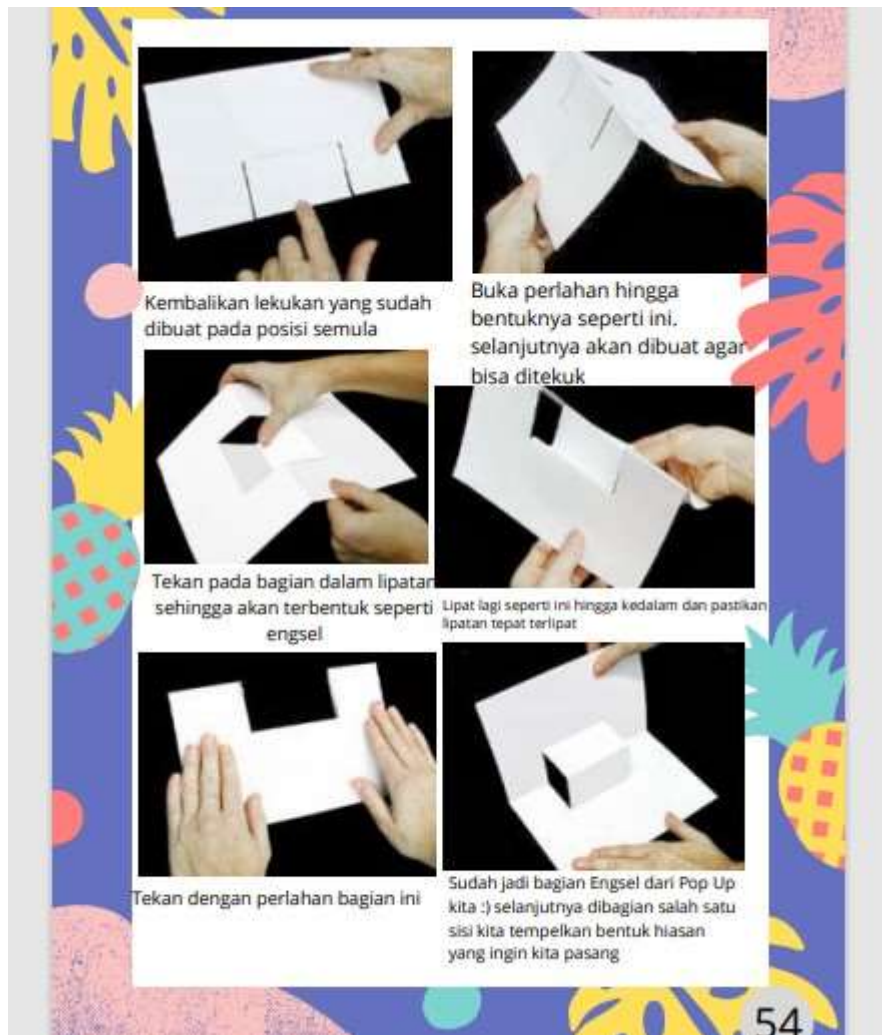 Kembalikan lekukan yang sudah
dibuat pada posisi semula
Buka perlahan hingga
bentuknya seperti ini.
selanjutnya akan dibuat agar
bisa ditekuk
Tekan pada bagian dalam lipatan
sehingga akan terbentuk seperti
engsel
Lipat lagi seperti ini hingga kedalam dan pastikan
lipatan tepat terlipat
Tekan dengan perlahan bagian ini
Sudah jadi bagian Engsel dari Pop Up
kita :) selanjutnya dibagian salah satu
sisi kita tempelkan bentuk hiasan
yang ingin kita pasang
54